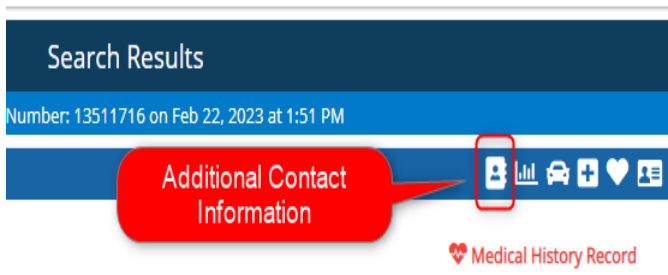 Search Results
Number: 13511716 on Feb 22, 2023 at 1:51 PM
Additional Contact
Information
Medical History Record